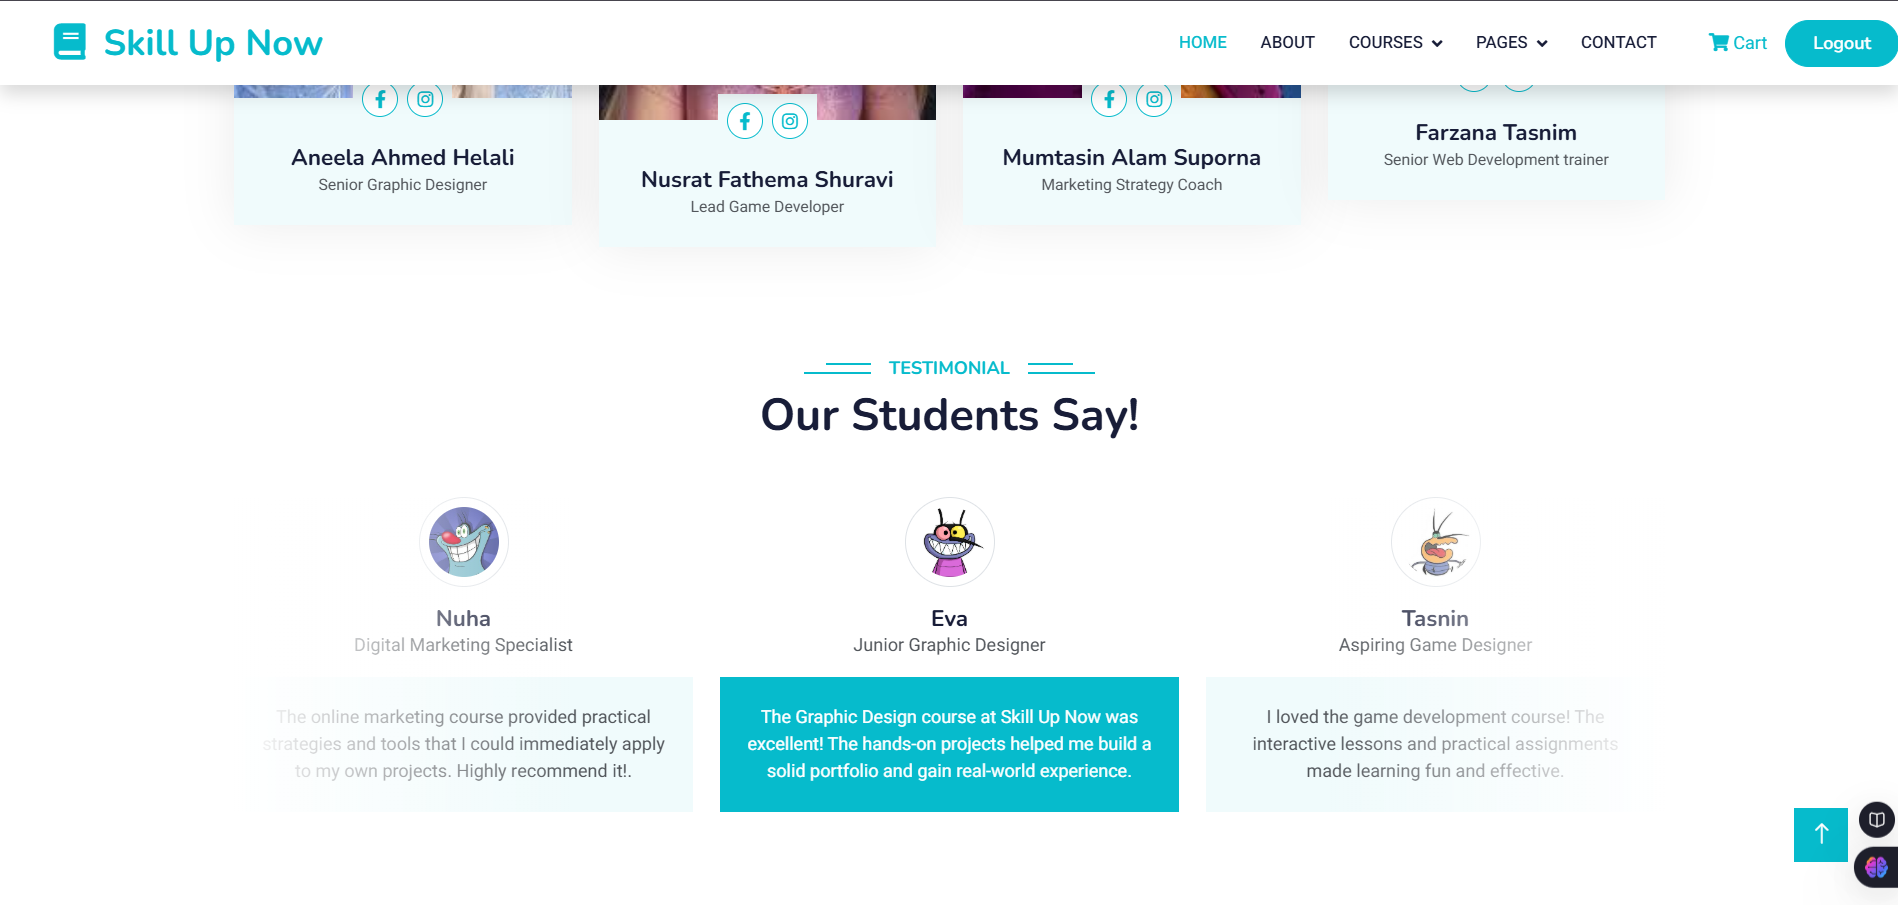 Skill Up Now
HOME
ABOUT
COURSES
PAGES
CONTACT
Cart
Logout
Aneela Ahmed Helali
Senior Graphic Designer
Nusrat Fathema Shuravi
Lead Game Developer
Mumtasin Alam Suporna
Marketing Strategy Coach
Farzana Tasnim
Senior Web Development trainer
TESTIMONIAL
Our Students Say!
Nuha
Digital Marketing Specialist
The online marketing course provided practical
strategies and tools that I could immediately apply
to my own projects. Highly recommend it!.
Eva
Junior Graphic Designer
The Graphic Design course at Skill Up Now was
excellent! The hands-on projects helped me build a
solid portfolio and gain real-world experience.
Tasnin
Aspiring Game Designer
I loved the game development course! The
interactive lessons and practical assignments
made learning fun and effective.